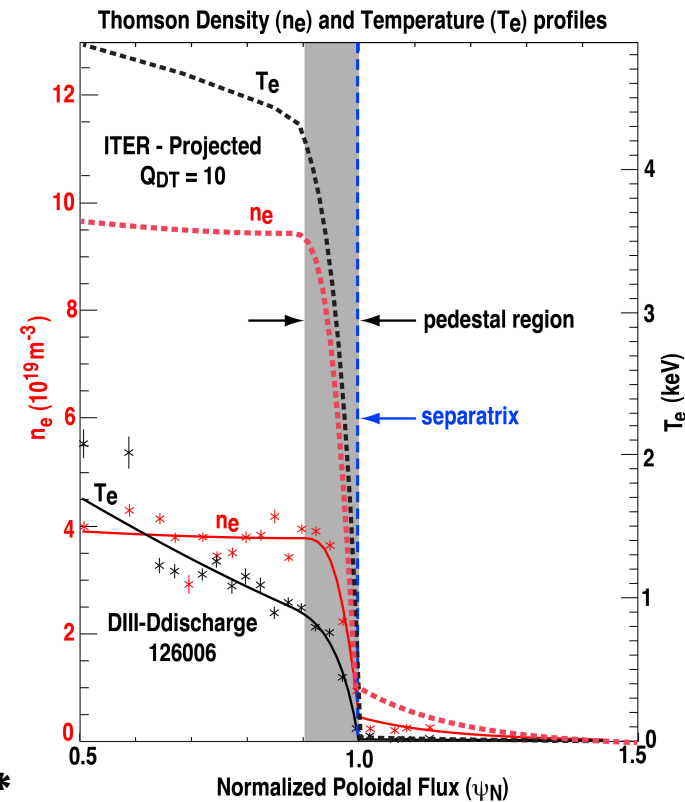 Thomson Density (ne) and Temperature (Te) profiles
12
10
8
6
4
2
0
ne (10¹⁹ m⁻³)
Te
ITER - Projected
QDT = 10
ne
pedestal region
separatrix
Te
ne
DIII-Ddischarge
126006
4
3
2
1
0
Te (keV)
0.5
1.0
1.5
Normalized Poloidal Flux (ψN)
*